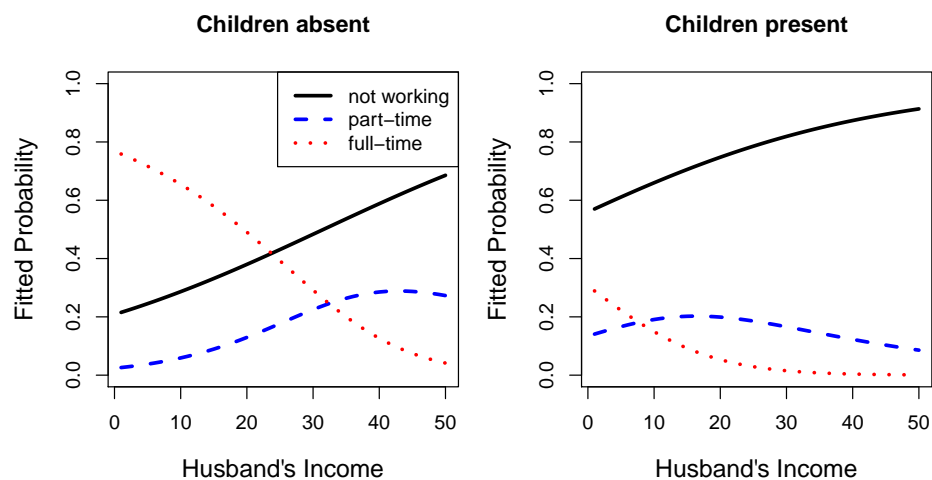 Children absent
Children present
Fitted Probability
1.0
0.8
0.6
0.4
0.2
0.0
not working
part−time
full−time
0 10 20 30 40 50
Husband's Income
Fitted Probability
1.0
0.8
0.6
0.4
0.2
0.0
0 10 20 30 40 50
Husband's Income